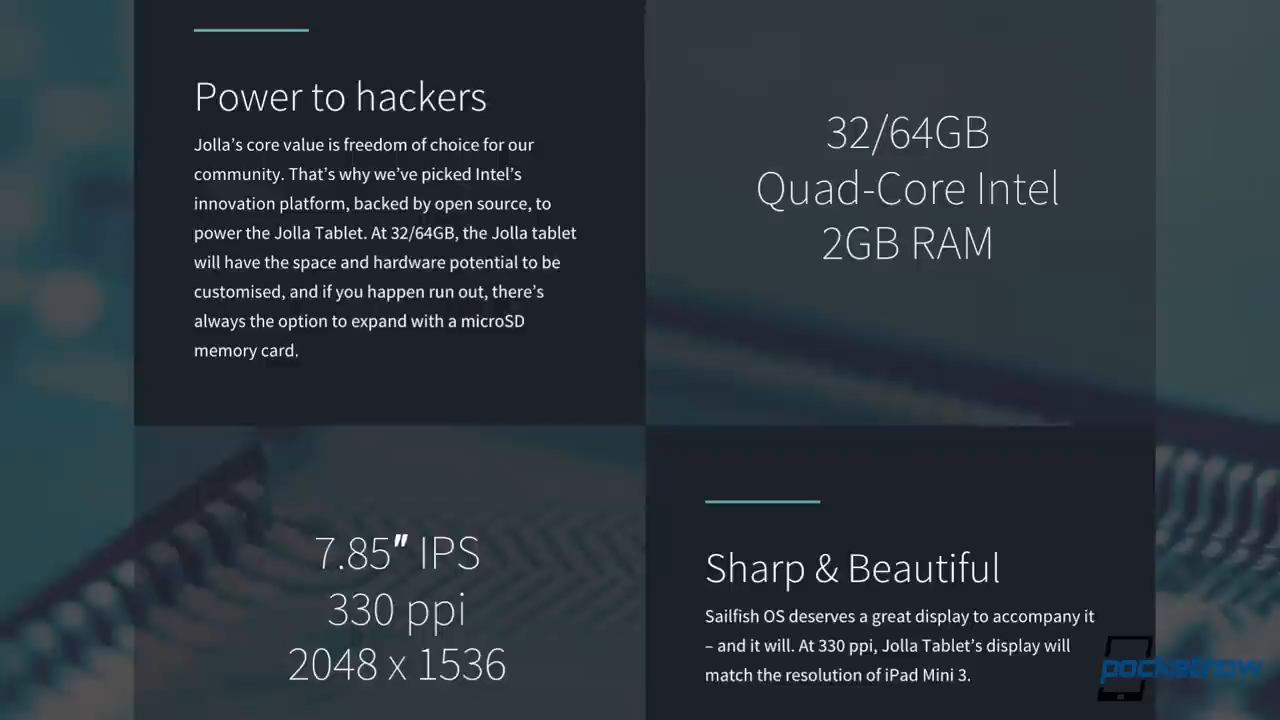 Power to hackers
Jolla's core value is freedom of choice for our
community. That's why we've picked Intel's
innovation platform, backed by open source, to
power the Jolla Tablet. At 32/64GB, the Jolla tablet
will have the space and hardware potential to be
customised, and if you happen run out, there's
always the option to expand with a microSD
memory card.
32/64GB
Quad-Core Intel
2GB RAM
7.85″ IPS
330 ppi
2048 x 1536
Sharp & Beautiful
Sailfish OS deserves a great display to accompany it
– and it will. At 330 ppi, Jolla Tablet's display will
match the resolution of iPad Mini 3.
pocketnow